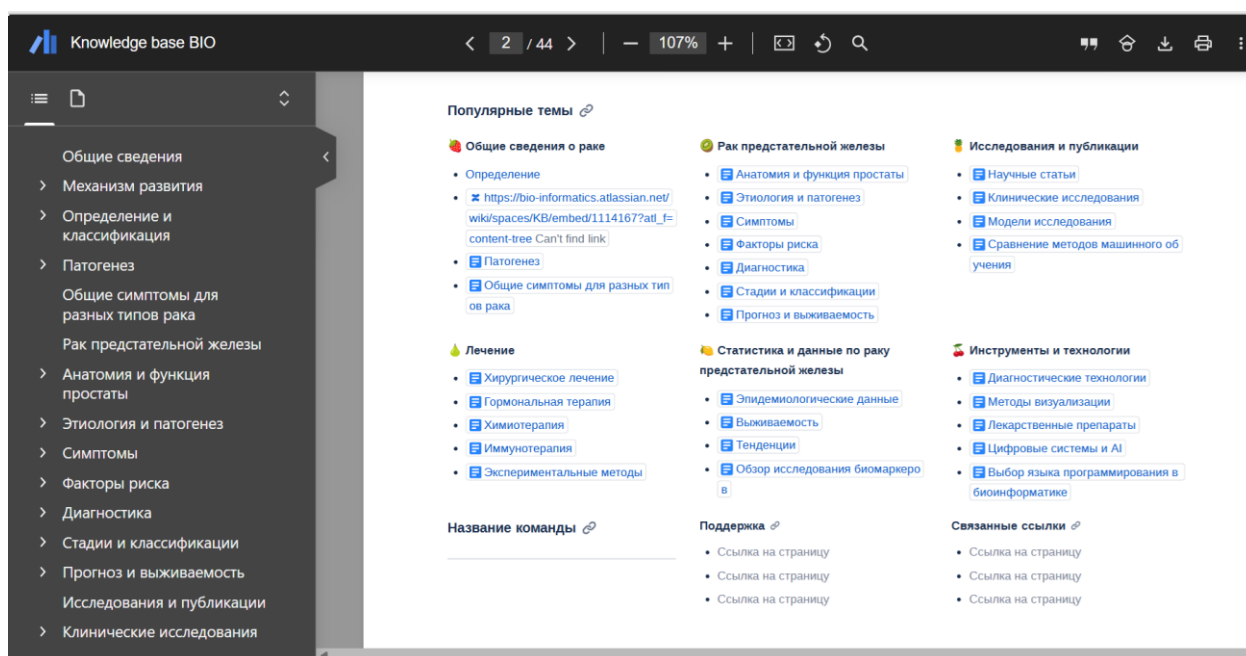 Knowledge base BIO
2 / 44
107%
Общие сведения
Механизм развития
Определение и
классификация
Патогенез
Общие симптомы для
разных типов рака
Рак предстательной железы
Анатомия и функция
простаты
Этиология и патогенез
Симптомы
Факторы риска
Диагностика
Стадии и классификации
Прогноз и выживаемость
Исследования и публикации
Клинические исследования
Популярные темы
Общие сведения о раке
Определение
https://bio-informatics.atlassian.net/
wiki/spaces/KB/embed/1114167?atl_f=
content-tree Can't find link
Патогенез
Общие симптомы для разных тип
ов рака
Рак предстательной железы
Анатомия и функция простаты
Этиология и патогенез
Симптомы
Факторы риска
Диагностика
Стадии и классификации
Прогноз и выживаемость
Исследования и публикации
Научные статьи
Клинические исследования
Модели исследования
Сравнение методов машинного об
учения
Лечение
Хирургическое лечение
Гормональная терапия
Химиотерапия
Иммунотерапия
Экспериментальные методы
Статистика и данные по раку
предстательной железы
Эпидемиологические данные
Выживаемость
Тенденции
Обзор исследования биомаркеро
в
Инструменты и технологии
Диагностические технологии
Методы визуализации
Лекарственные препараты
Цифровые системы и AI
Выбор языка программирования в
биоинформатике
Название команды
Поддержка
Ссылка на страницу
Ссылка на страницу
Ссылка на страницу
Связанные ссылки
Ссылка на страницу
Ссылка на страницу
Ссылка на страницу